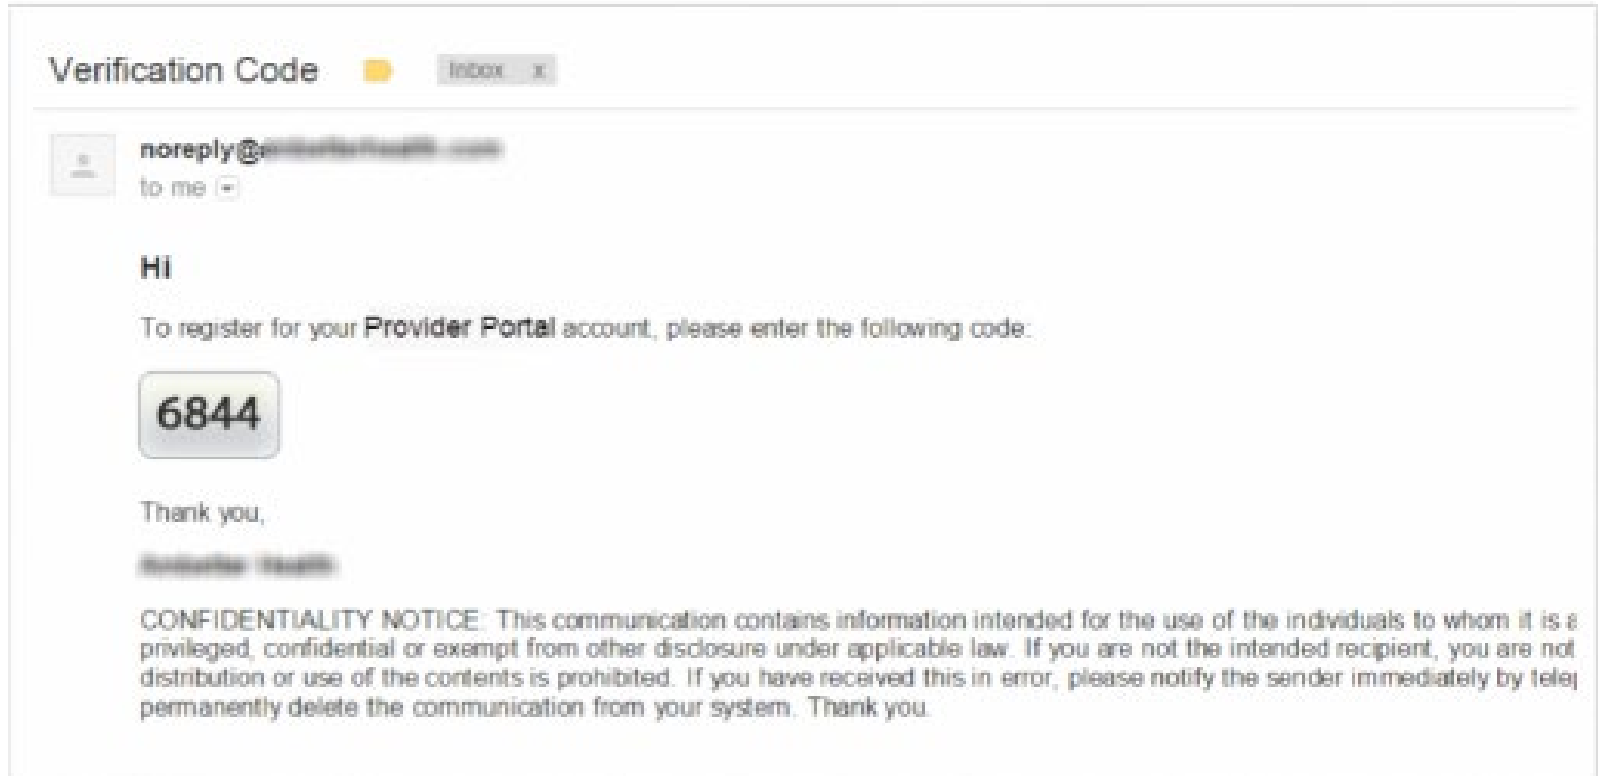 Verification Code Inbox x
noreply@
to me
Hi
To register for your Provider Portal account, please enter the following code:
6844
Thank you,
CONFIDENTIALITY NOTICE: This communication contains information intended for the use of the individuals to whom it is
privileged, confidential or exempt from other disclosure under applicable law. If you are not the intended recipient, you are not
distribution or use of the contents is prohibited. If you have received this in error, please notify the sender immediately by
permanently delete the communication from your system. Thank you.